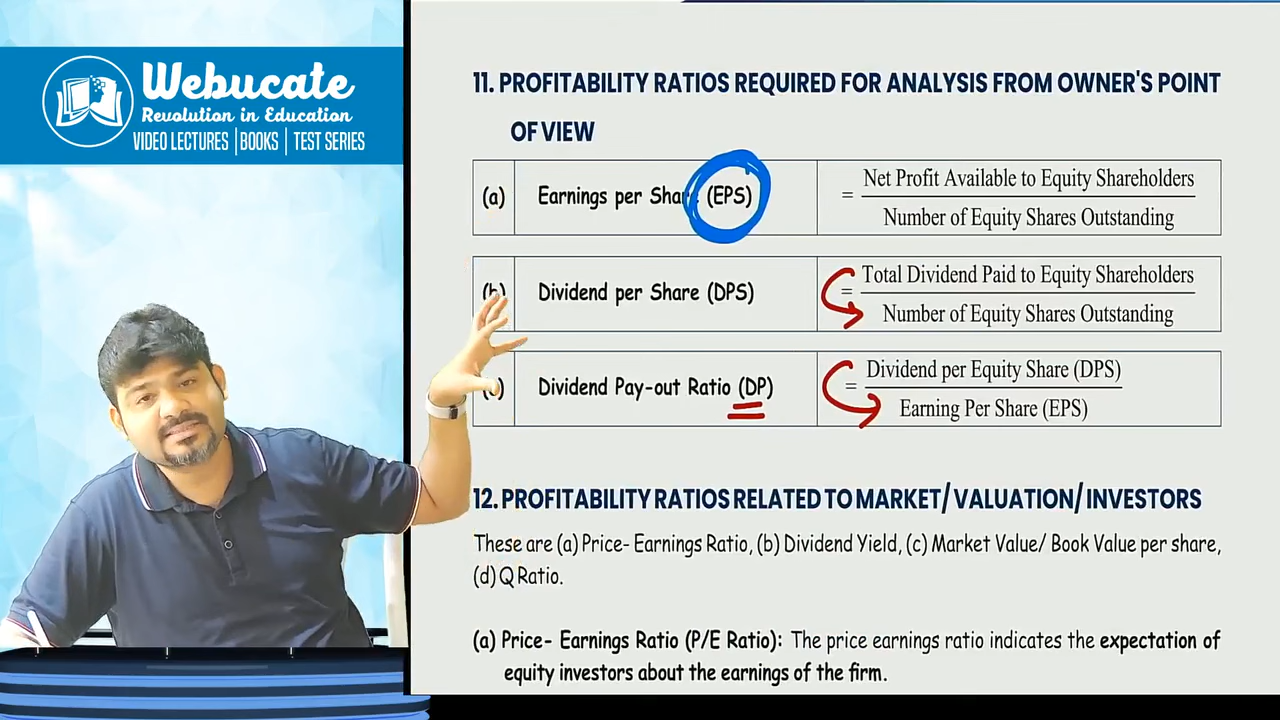 Webucate
Revolution in Education
VIDEO LECTURES | BOOKS | TEST SERIES
11. PROFITABILITY RATIOS REQUIRED FOR ANALYSIS FROM OWNER'S POINT
OF VIEW
(a) Earnings per Share (EPS) = Net Profit Available to Equity Shareholders
Number of Equity Shares Outstanding
(b) Dividend per Share (DPS) = Total Dividend Paid to Equity Shareholders
Number of Equity Shares Outstanding
Dividend Pay-out Ratio (DP) = Dividend per Equity Share (DPS)
Earning Per Share (EPS)
12. PROFITABILITY RATIOS RELATED TO MARKET/ VALUATION/ INVESTORS
These are (a) Price- Earnings Ratio, (b) Dividend Yield, (c) Market Value/ Book Value per share,
(d) Q Ratio.
(a) Price- Earnings Ratio (P/E Ratio): The price earnings ratio indicates the expectation of
equity investors about the earnings of the firm.